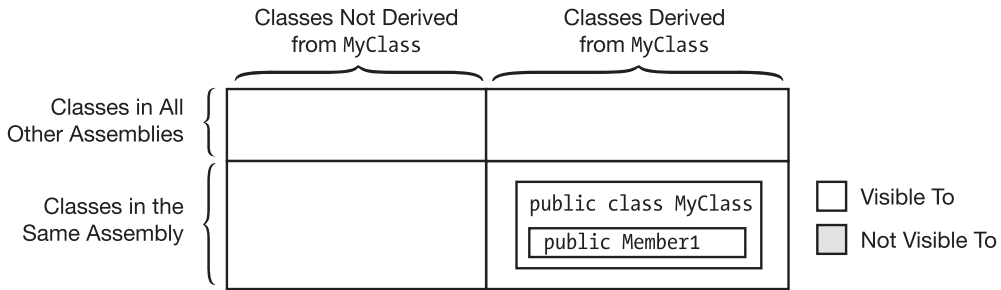 Classes Not Derived
from MyClass
Classes Derived
from MyClass
Classes in All
Other Assemblies
Classes in the
Same Assembly
public class MyClass
public Member1
Visible To
Not Visible To